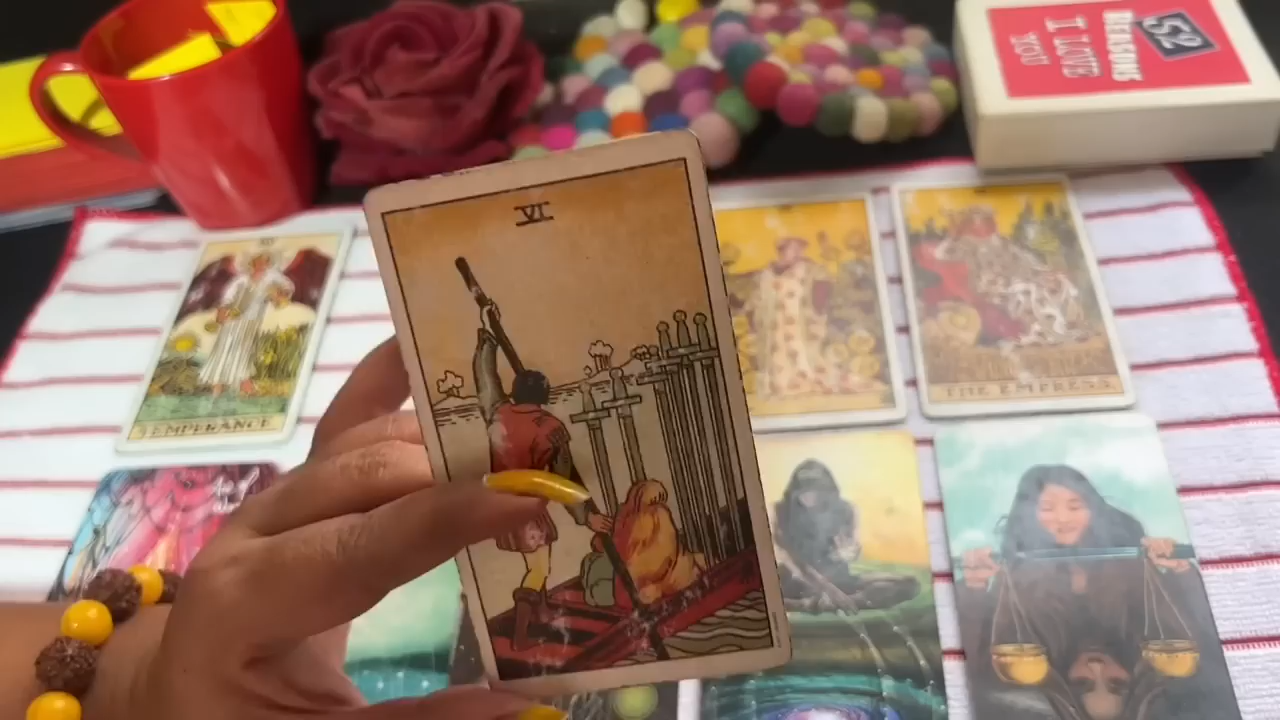 52
REASONS
I LOVE
YOU
VI
TEMPERANCE
THE EMPRESS